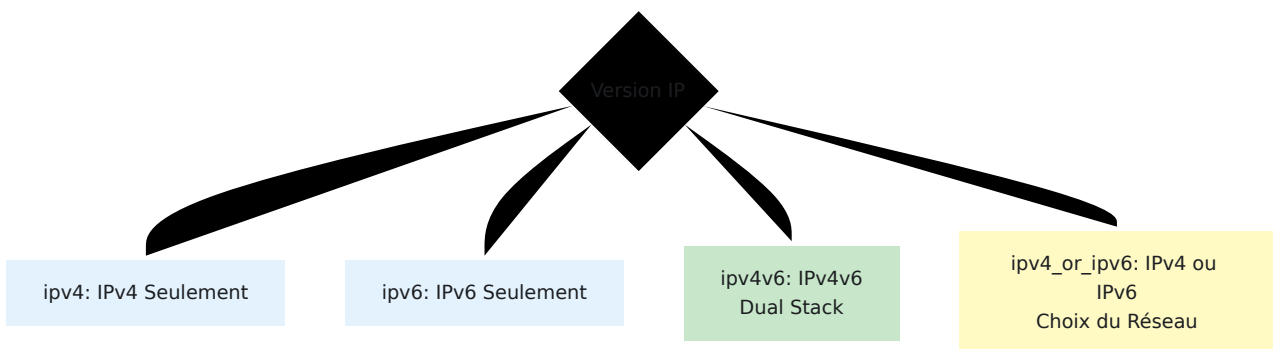 Version IP
ipv4: IPv4 Seulement
ipv6: IPv6 Seulement
ipv4v6: IPv4v6
Dual Stack
ipv4_or_ipv6: IPv4 ou
IPv6
Choix du Réseau